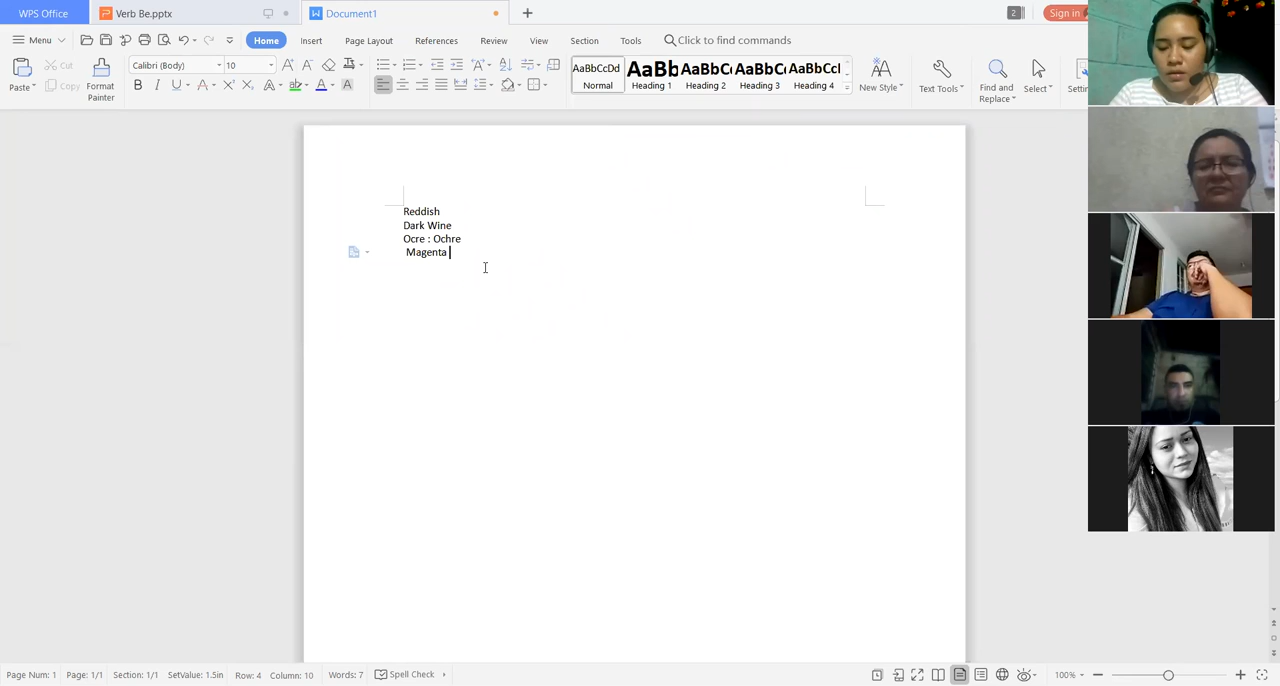 WPS Office
Verb Be.pptx
Document1
2
Sign in
Menu
Home
Insert
Page Layout
References
Review
View
Section
Tools
Click to find commands
Paste
Cut
Copy
Format
Painter
Calibri (Body)
10
AaBbCcDd
Normal
AaBb
Heading 1
AaBbC
Heading 2
AaBbC
Heading 3
AaBbCcI
Heading 4
New Style
Text Tools
Find and
Replace
Select
Reddish
Dark Wine
Ocre : Ochre
Magenta
Page Num: 1
Page: 1/1
Section: 1/1
SetValue: 1.5in
Row: 4
Column: 10
Words: 7
Spell Check
100%